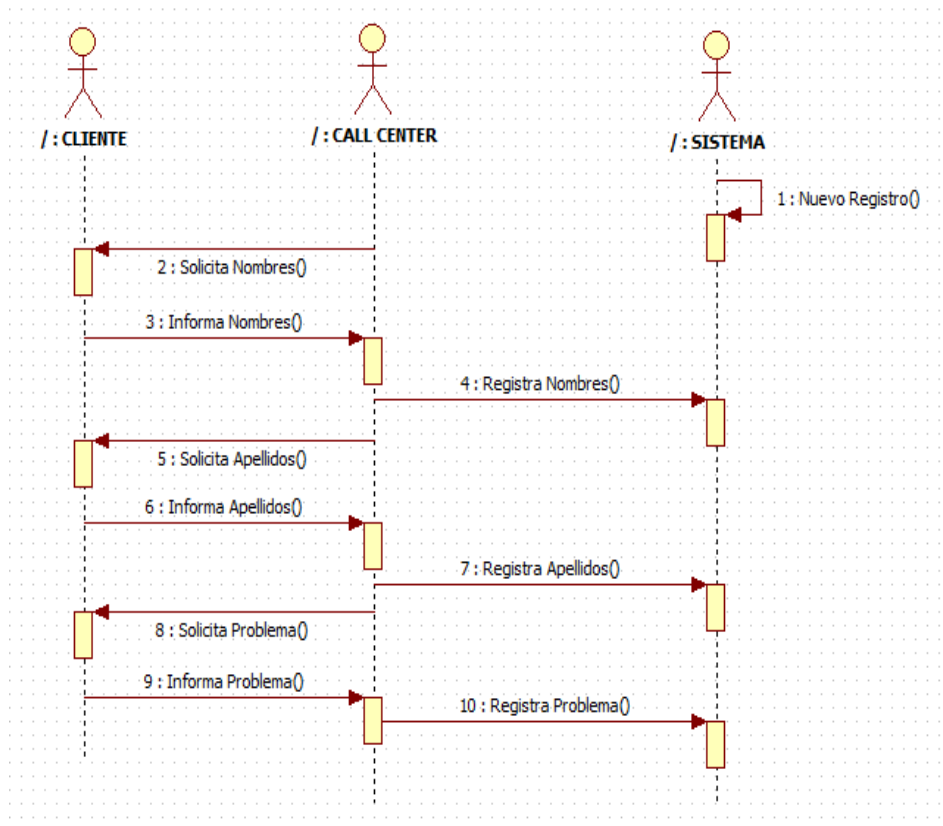 / : CLIENTE
/ : CALL CENTER
/ : SISTEMA
1 : Nuevo Registro()
2 : Solicita Nombres()
3 : Informa Nombres()
4 : Registra Nombres()
5 : Solicita Apellidos()
6 : Informa Apellidos()
7 : Registra Apellidos()
8 : Solicita Problema()
9 : Informa Problema()
10 : Registra Problema()